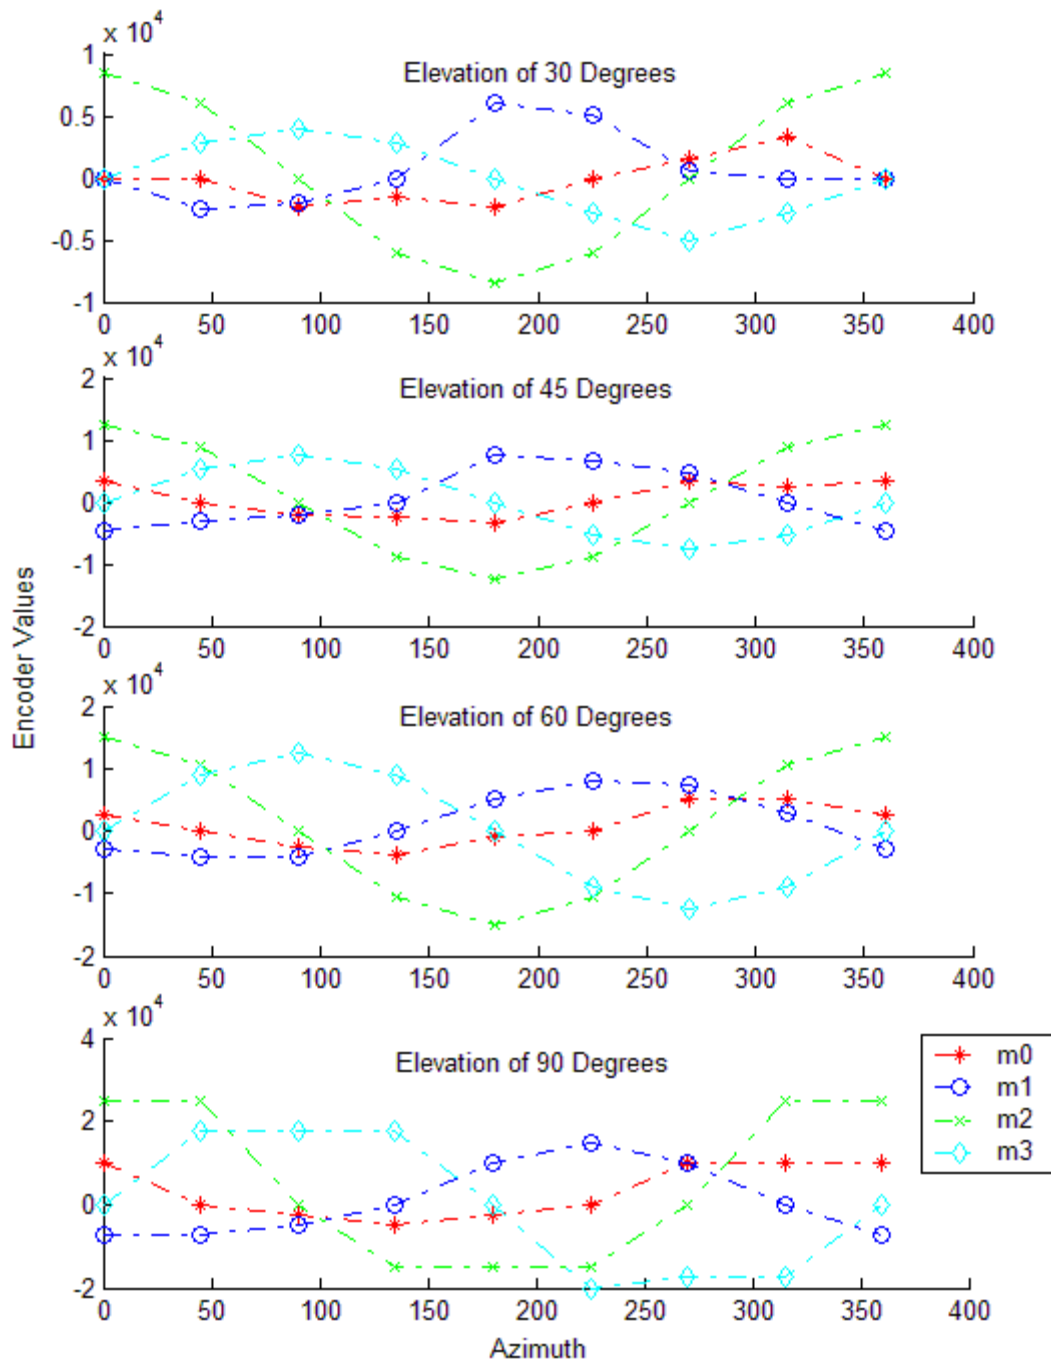 x 10^4
Elevation of 30 Degrees
1
0.5
0
-0.5
-1
0 50 100 150 200 250 300 350 400
x 10^4
Elevation of 45 Degrees
2
1
0
-1
-2
0 50 100 150 200 250 300 350 400
Encoder Values
x 10^4
Elevation of 60 Degrees
2
1
0
-1
-2
0 50 100 150 200 250 300 350 400
x 10^4
Elevation of 90 Degrees
4
2
0
-2
0 50 100 150 200 250 300 350 400
Azimuth
m0
m1
m2
m3